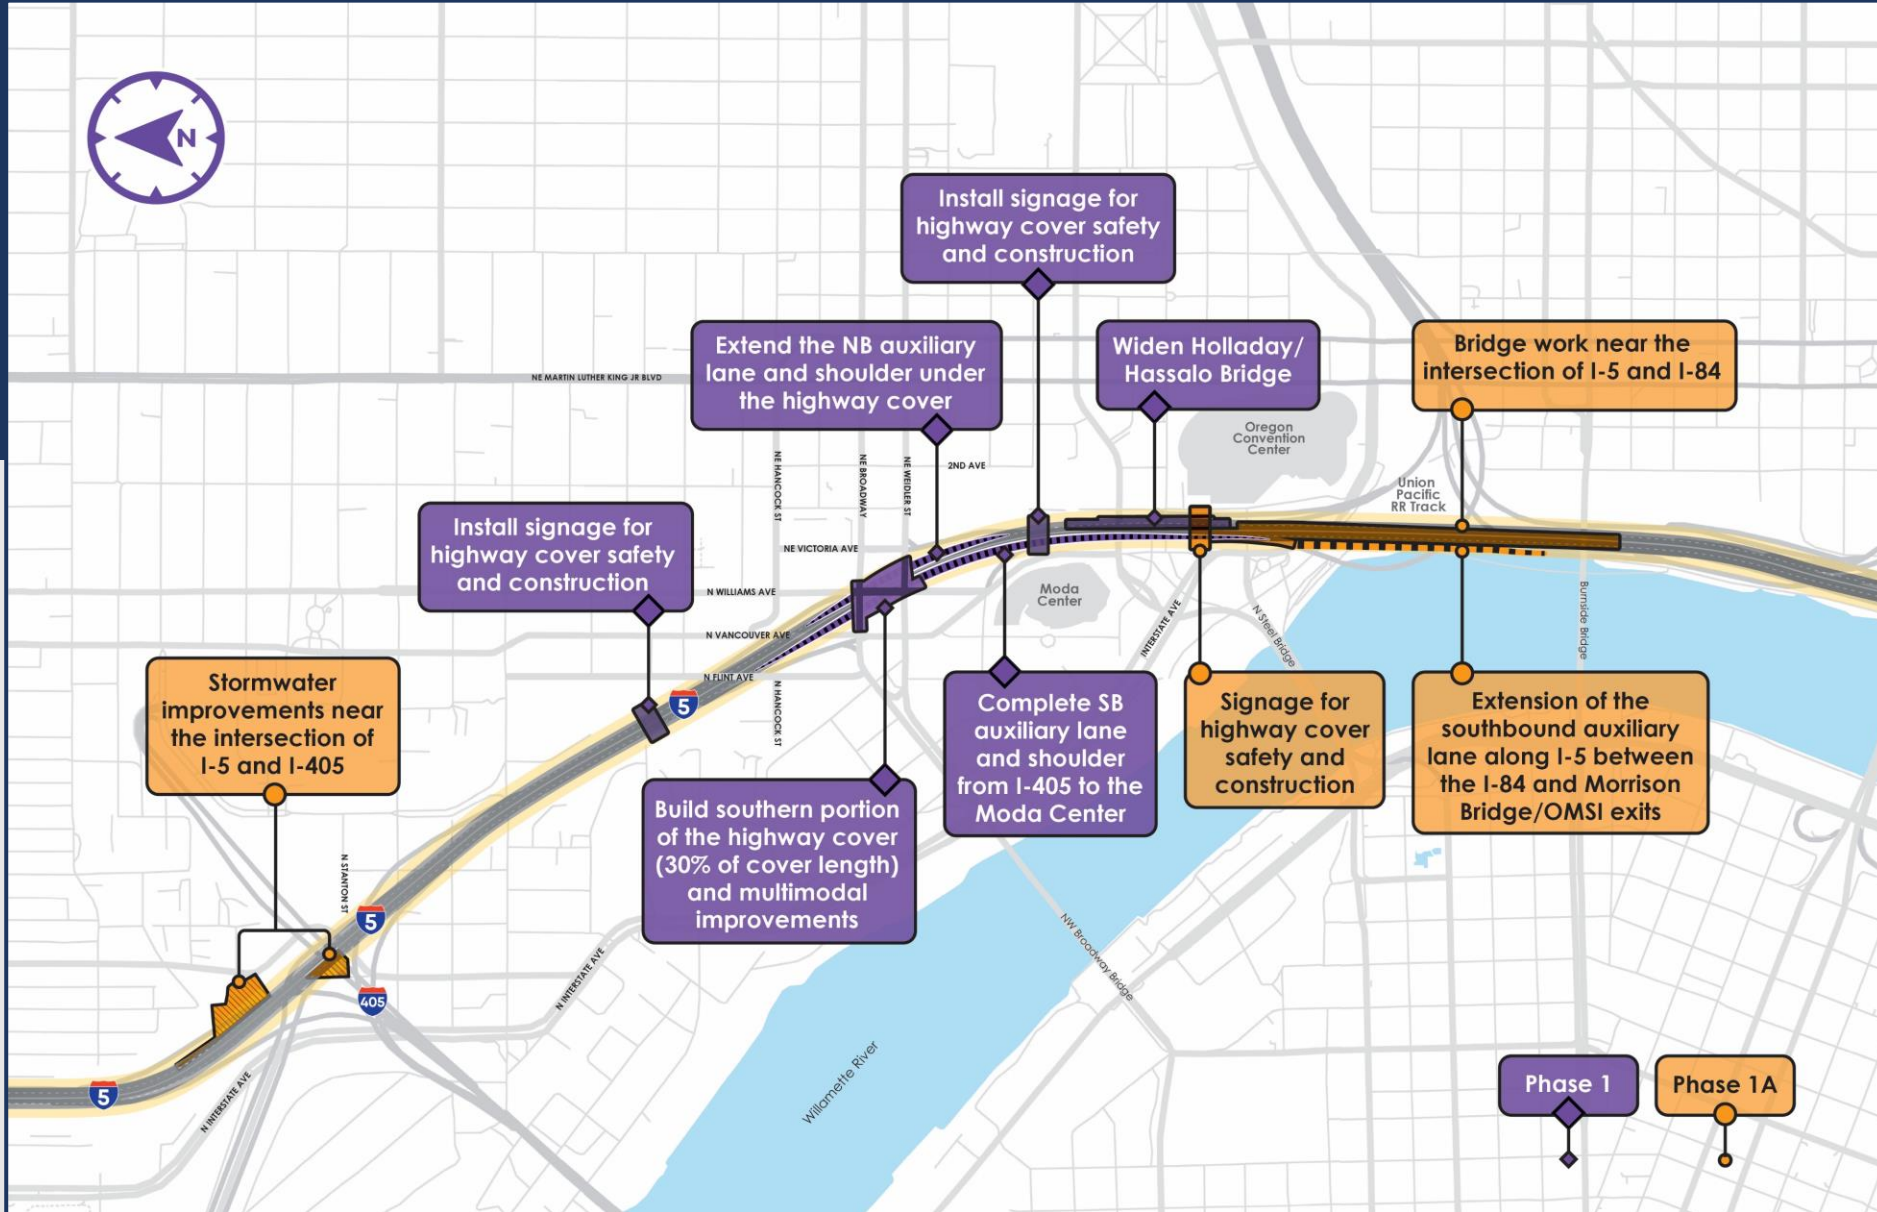 N
Install signage for
highway cover safety
and construction
Extend the NB auxiliary
lane and shoulder under
the highway cover
Widen Holladay/
Hassalo Bridge
Bridge work near the
intersection of I-5 and I-84
NE MARTIN LUTHER KING JR BLVD
Oregon
Convention
Center
NE HANCOCK ST
NE BROADWAY
NE WEIDLER ST
2ND AVE
Union
Pacific
RR Track
Install signage for
highway cover safety
and construction
NE VICTORIA AVE
N WILLIAMS AVE
Moda
Center
N VANCOUVER AVE
N FLINT AVE
N HANCOCK ST
INTERSTATE AVE
N Steel Bridge
Burnside Bridge
5
Stormwater
improvements near
the intersection of
I-5 and I-405
Complete SB
auxiliary lane
and shoulder
from I-405 to the
Moda Center
Signage for
highway cover
safety and
construction
Extension of the
southbound auxiliary
lane along I-5 between
the I-84 and Morrison
Bridge/OMSI exits
Build southern portion
of the highway cover
(30% of cover length)
and multimodal
improvements
N STANTON ST
5
405
N INTERSTATE AVE
NW Broadway Bridge
Willamette River
5
N INTERSTATE AVE
Phase 1
Phase 1A